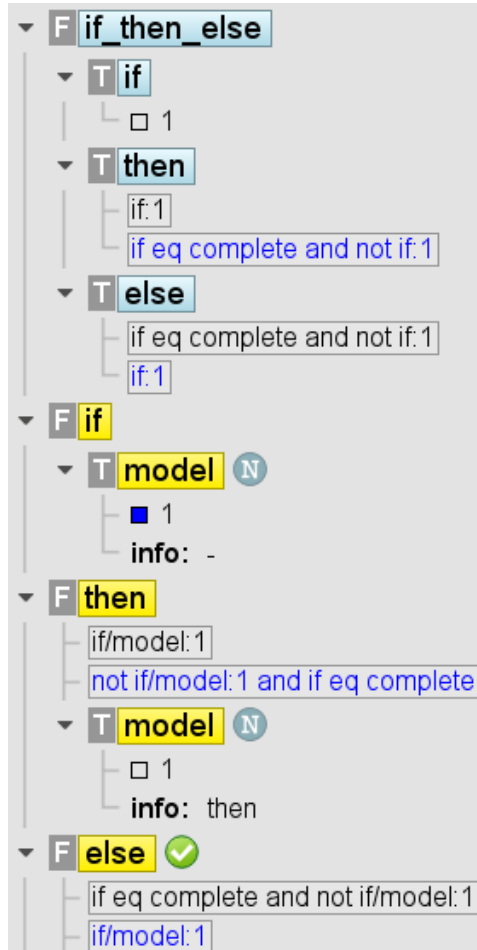 F if_then_else
T if
1
T then
if:1
if eq complete and not if:1
T else
if eq complete and not if:1
if:1
F if
T model N
1
info: -
F then
if/model:1
not if/model:1 and if eq complete
T model N
1
info: then
F else
if eq complete and not if/model:1
if/model:1